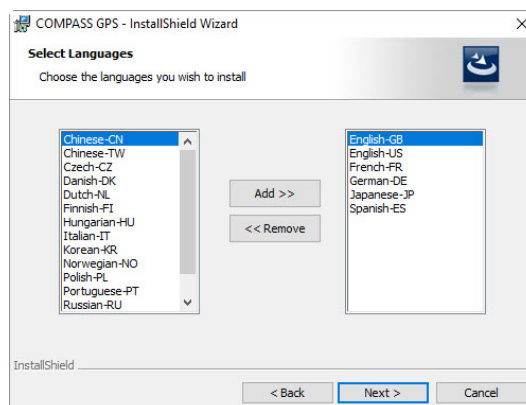 COMPASS GPS - InstallShield Wizard
Select Languages
Choose the languages you wish to install
Chinese-CN
Chinese-TW
Czech-CZ
Danish-DK
Dutch-NL
Finnish-FI
Hungarian-HU
Italian-IT
Korean-KR
Norwegian-NO
Polish-PL
Portuguese-PT
Russian-RU
Add >>
<< Remove
English-GB
English-US
French-FR
German-DE
Japanese-JP
Spanish-ES
InstallShield
< Back
Next >
Cancel